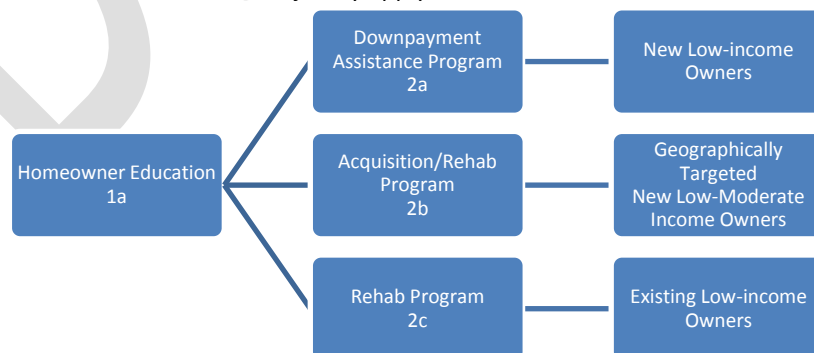 Downpayment
Assistance Program
2a
New Low-income
Owners
Homeowner Education
1a
Acquisition/Rehab
Program
2b
Geographically
Targeted
New Low-Moderate
Income Owners
Rehab Program
2c
Existing Low-income
Owners